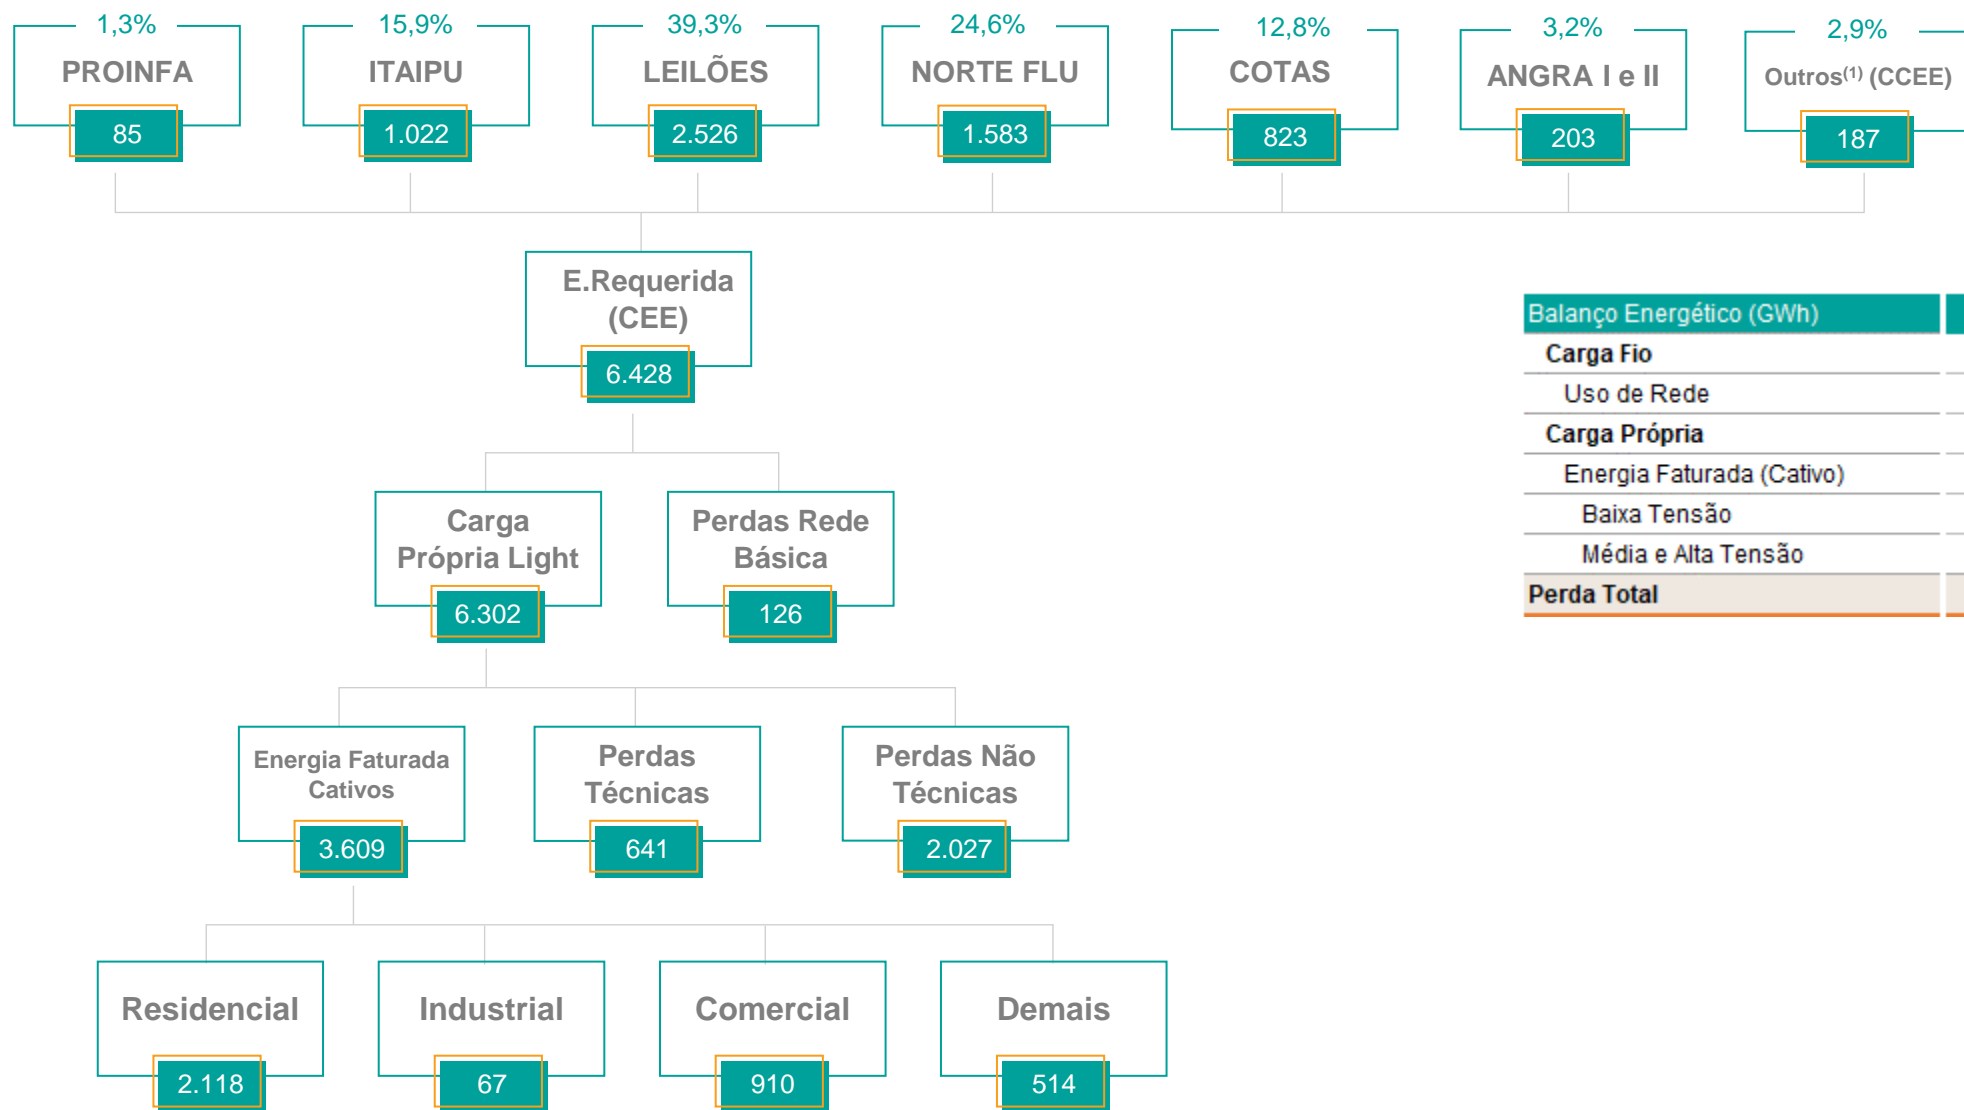 1,3%
PROINFA
85
15,9%
ITAIPU
1.022
39,3%
LEILÕES
2.526
24,6%
NORTE FLU
1.583
12,8%
COTAS
823
3,2%
ANGRA I e II
203
2,9%
Outros(1) (CCEE)
187
E.Requerida
(CEE)
6.428
Carga
Própria Light
6.302
Perdas Rede
Básica
126
Energia Faturada
Cativos
3.609
Perdas
Técnicas
641
Perdas Não
Técnicas
2.027
Residencial
2.118
Industrial
67
Comercial
910
Demais
514
Balanço Energético (GWh)
Carga Fio
Uso de Rede
Carga Própria
Energia Faturada (Cativo)
Baixa Tensão
Média e Alta Tensão
Perda Total